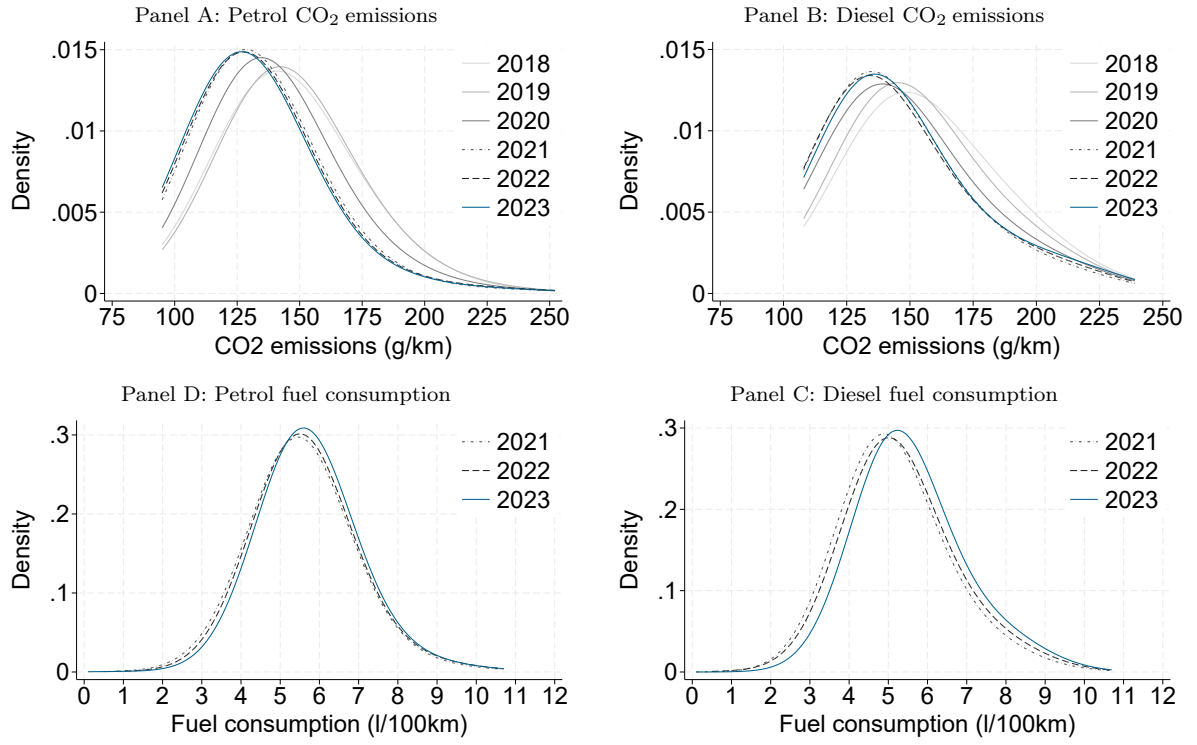 Panel A: Petrol CO₂ emissions
.015
.01
.005
0
Density
75 100 125 150 175 200 225 250
CO2 emissions (g/km)
2018
2019
2020
2021
2022
2023
Panel B: Diesel CO₂ emissions
.015
.01
.005
0
Density
75 100 125 150 175 200 225 250
CO2 emissions (g/km)
2018
2019
2020
2021
2022
2023
Panel D: Petrol fuel consumption
.3
.2
.1
0
Density
0 1 2 3 4 5 6 7 8 9 10 11 12
Fuel consumption (l/100km)
2021
2022
2023
Panel C: Diesel fuel consumption
.3
.2
.1
0
Density
0 1 2 3 4 5 6 7 8 9 10 11 12
Fuel consumption (l/100km)
2021
2022
2023